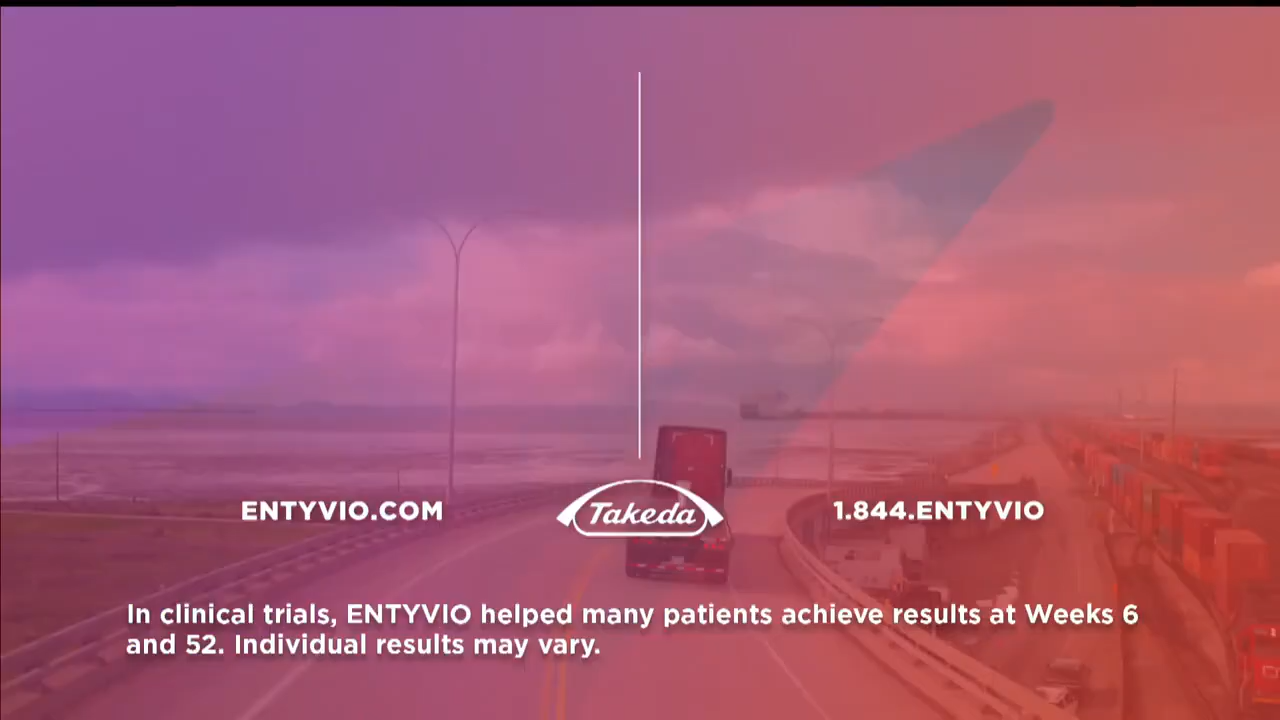 ENTYVIO.COM
Takeda
1.844.ENTYVIO
In clinical trials, ENTYVIO helped many patients achieve results at Weeks 6
and 52. Individual results may vary.